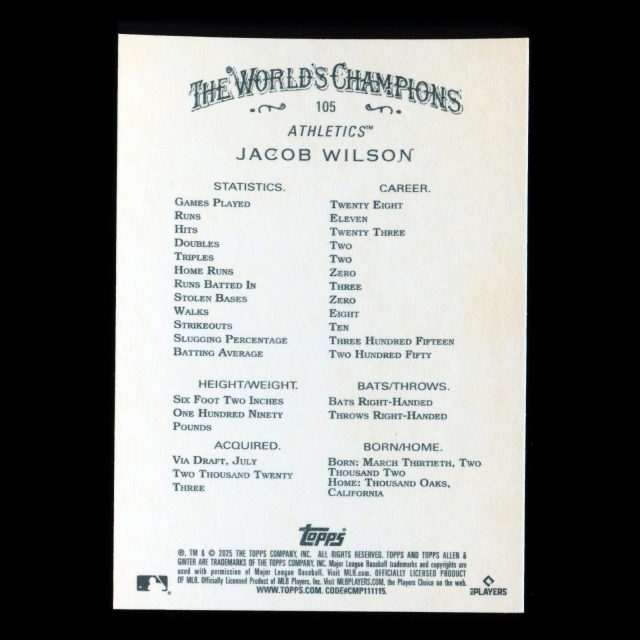 THE WORLD'S CHAMPIONS
105
ATHLETICS™
JACOB WILSON
STATISTICS. CAREER.
GAMES PLAYED TWENTY EIGHT
RUNS ELEVEN
HITS TWENTY THREE
DOUBLES TWO
TRIPLES TWO
HOME RUNS ZERO
RUNS BATTED IN THREE
STOLEN BASES ZERO
WALKS EIGHT
STRIKEOUTS TEN
SLUGGING PERCENTAGE THREE HUNDRED FIFTEEN
BATTING AVERAGE TWO HUNDRED FIFTY
HEIGHT/WEIGHT.
SIX FOOT TWO INCHES
ONE HUNDRED NINETY
POUNDS
BATS/THROWS.
BATS RIGHT-HANDED
THROWS RIGHT-HANDED
ACQUIRED.
VIA DRAFT, JULY
TWO THOUSAND TWENTY
THREE
BORN/HOME.
BORN: MARCH THIRTIETH, TWO
THOUSAND TWO
HOME: THOUSAND OAKS,
CALIFORNIA
Topps
®, TM & © 2025 THE TOPPS COMPANY, INC. ALL RIGHTS RESERVED. TOPPS AND TOPPS ALLEN &
GINTER ARE TRADEMARKS OF THE TOPPS COMPANY, INC. Major League Baseball trademarks and copyrights are
used with permission of Major League Baseball. Visit MLB.com. OFFICIALLY LICENSED PRODUCT
OF MLB. Officially Licensed Product of MLB Players, Inc. Visit MLBPLAYERS.COM, the Players Choice on the web.
WWW.TOPPS.COM. CODE#CMP111115.
PLAYERS